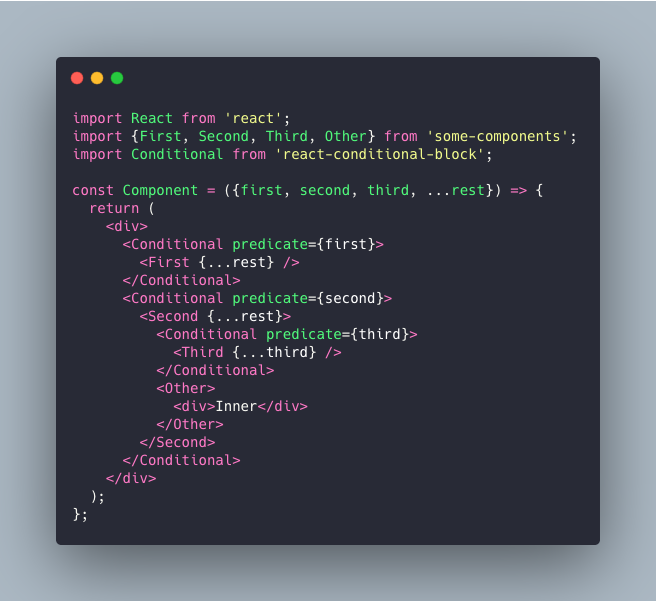 import React from 'react';
import {First, Second, Third, Other} from 'some-components';
import Conditional from 'react-conditional-block';

const Component = ({first, second, third, ...rest}) => {
  return (
    <div>
      <Conditional predicate={first}>
        <First {...rest} />
      </Conditional>
      <Conditional predicate={second}>
        <Second {...rest}>
          <Conditional predicate={third}>
            <Third {...third} />
          </Conditional>
          <Other>
            <div>Inner</div>
          </Other>
        </Second>
      </Conditional>
    </div>
  );
};